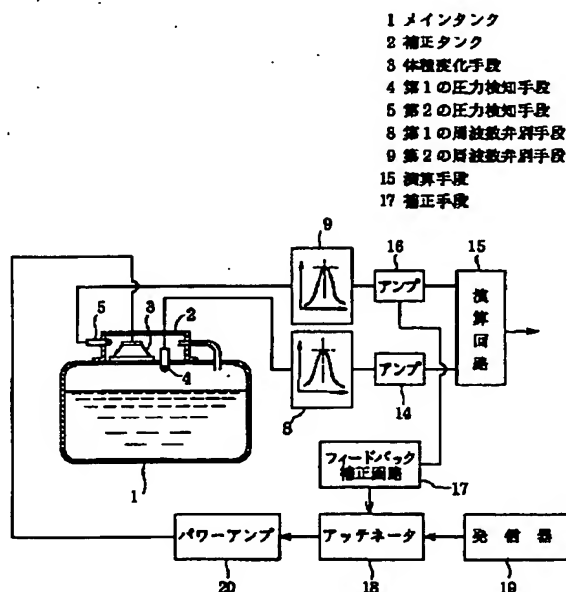 1 メインタンク
2 補正タンク
3 体積変化手段
4 第1の圧力検知手段
5 第2の圧力検知手段
8 第1の周波数弁別手段
9 第2の周波数弁別手段
15 演算手段
17 補正手段
9
16
15
アンプ
演算回路
5
3
2
4
8
アンプ
14
1
フィードバック
補正回路
17
パワーアンプ
アッテネータ
発信器
20
18
19